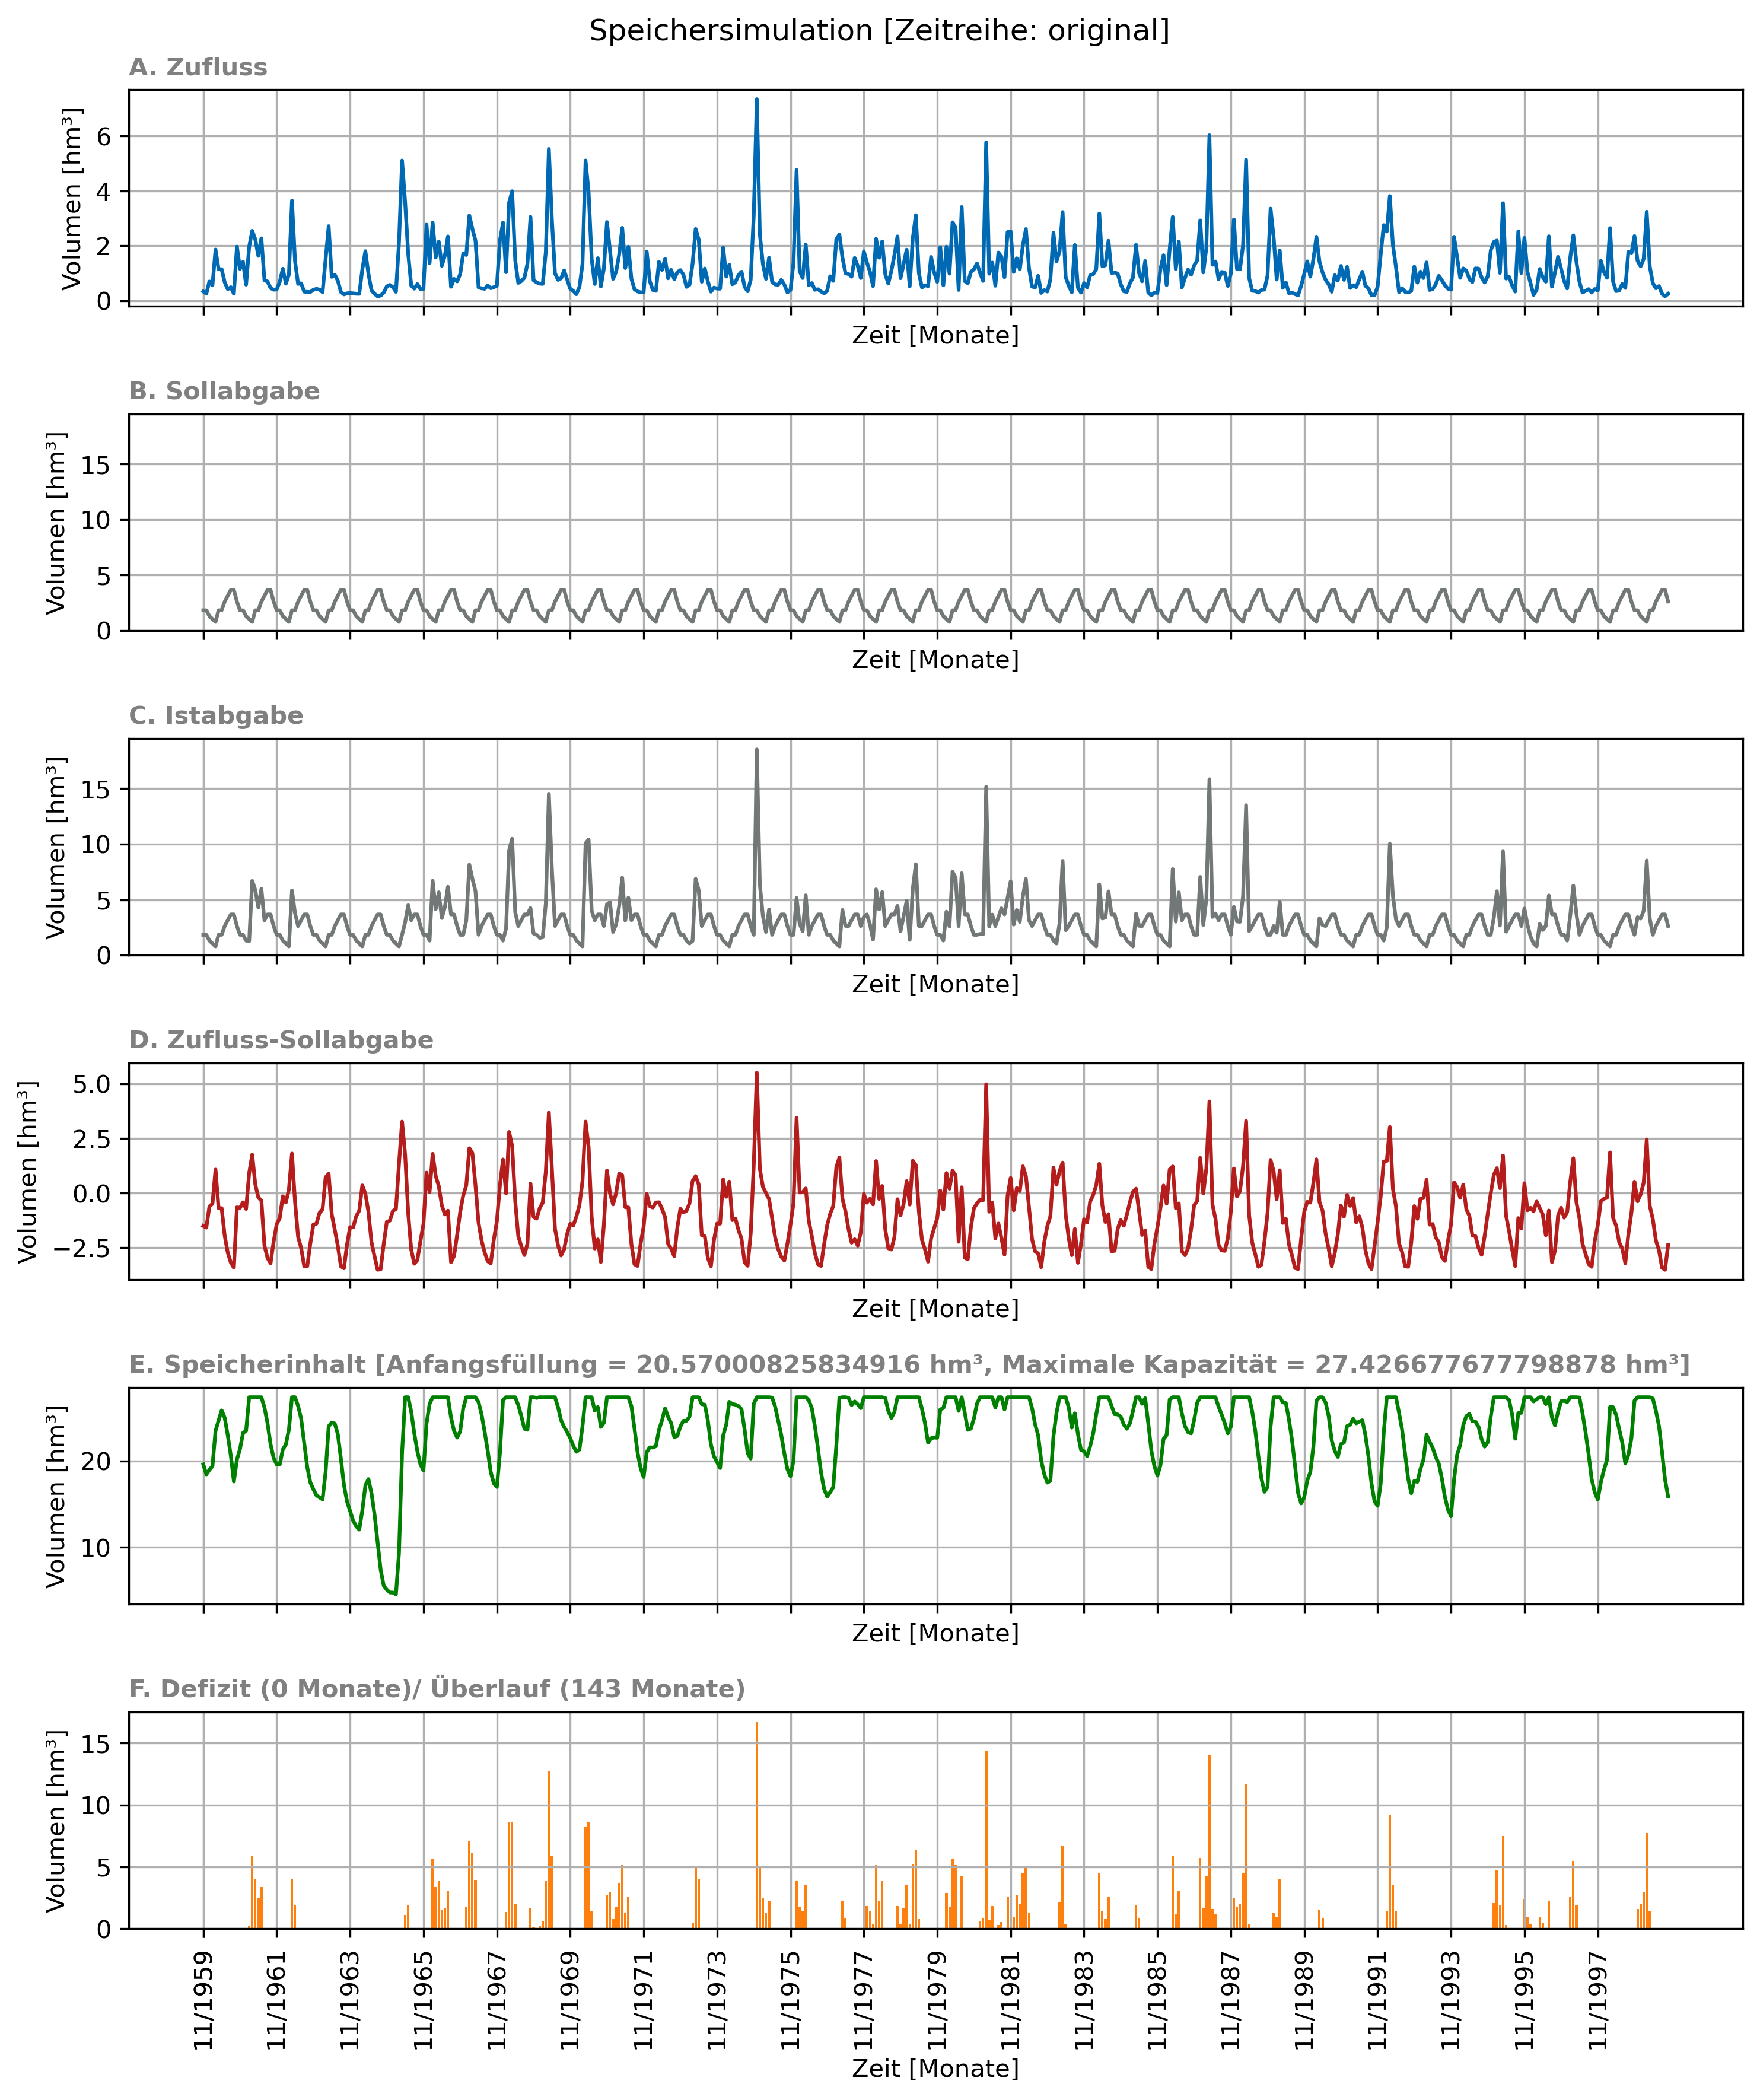 Speichersimulation [Zeitreihe: original]
A. Zufluss
Volumen [hm³]
6
4
2
0
Zeit [Monate]
B. Sollabgabe
Volumen [hm³]
15
10
5
0
Zeit [Monate]
C. Istabgabe
Volumen [hm³]
15
10
5
0
Zeit [Monate]
D. Zufluss-Sollabgabe
Volumen [hm³]
5.0
2.5
0.0
−2.5
Zeit [Monate]
E. Speicherinhalt [Anfangsfüllung = 20.57000825834916 hm³, Maximale Kapazität = 27.426677677798878 hm³]
Volumen [hm³]
20
10
Zeit [Monate]
F. Defizit (0 Monate)/ Überlauf (143 Monate)
Volumen [hm³]
15
10
5
0
11/1959
11/1961
11/1963
11/1965
11/1967
11/1969
11/1971
11/1973
11/1975
11/1977
11/1979
11/1981
11/1983
11/1985
11/1987
11/1989
11/1991
11/1993
11/1995
11/1997
Zeit [Monate]